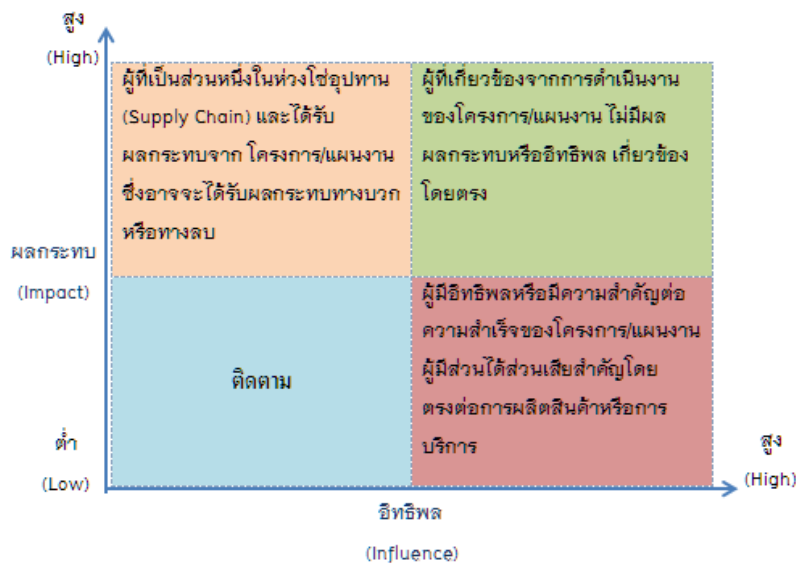 สูง
(High)
ผู้ที่เป็นส่วนหนึ่งในห่วงโซ่อุปทาน
(Supply Chain) และได้รับ
ผลกระทบจาก โครงการ/แผนงาน
ซึ่งอาจจะได้รับผลกระทบทางบวก
หรือทางลบ
ผู้ที่เกี่ยวข้องจากการดำเนินงาน
ของโครงการ/แผนงาน ไม่มีผล
ผลกระทบหรืออิทธิพล เกี่ยวข้อง
โดยตรง
ผลกระทบ
(Impact)
ติดตาม
ผู้มีอิทธิพลหรือมีความสำคัญต่อ
ความสำเร็จของโครงการ/แผนงาน
ผู้มีส่วนได้ส่วนเสียสำคัญโดย
ตรงต่อการผลิตสินค้าหรือการ
บริการ
ต่ำ
(Low)
สูง
(High)
อิทธิพล
(Influence)